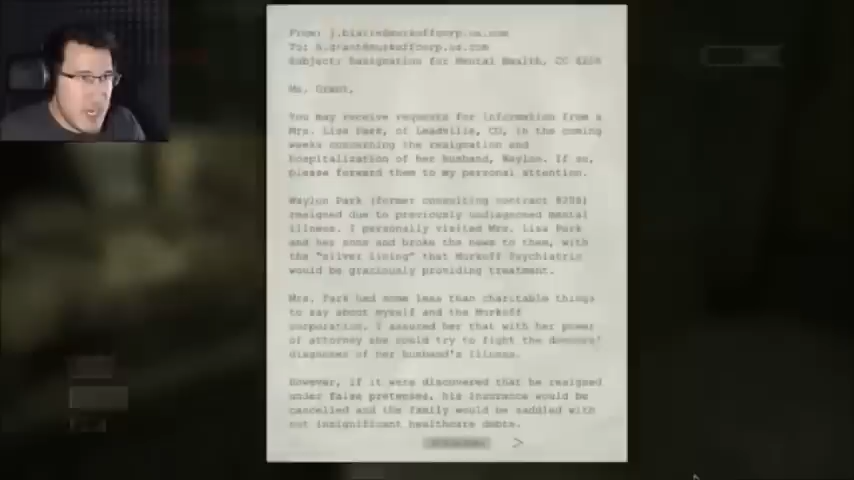 From: j.blaire@murkoffcorp.us.com
To: h.grant@murkoffcorp.us.com
Subject: Resignation for Mental Health, CC 8208
Ms. Grant,
You may receive requests for information from a
Mrs. Lisa Park, of Leadville, CO, in the coming
weeks concerning the resignation and
hospitalization of her husband, Waylon. If so,
please forward them to my personal attention.
Waylon Park (former consulting contract 8208)
resigned due to previously undiagnosed mental
illness. I personally visited Mrs. Lisa Park
and her sons and broke the news to them, with
the "silver lining" that Murkoff Psychiatric
would be graciously providing treatment.
Mrs. Park had some less than charitable things
to say about myself and the Murkoff
corporation. I assured her that with her power
of attorney she could try to fight the doctors'
diagnoses of her husband's illness.
However, if it were discovered that he resigned
under false pretenses, his insurance would be
cancelled and the family would be saddled with
not insignificant healthcare debts.
>